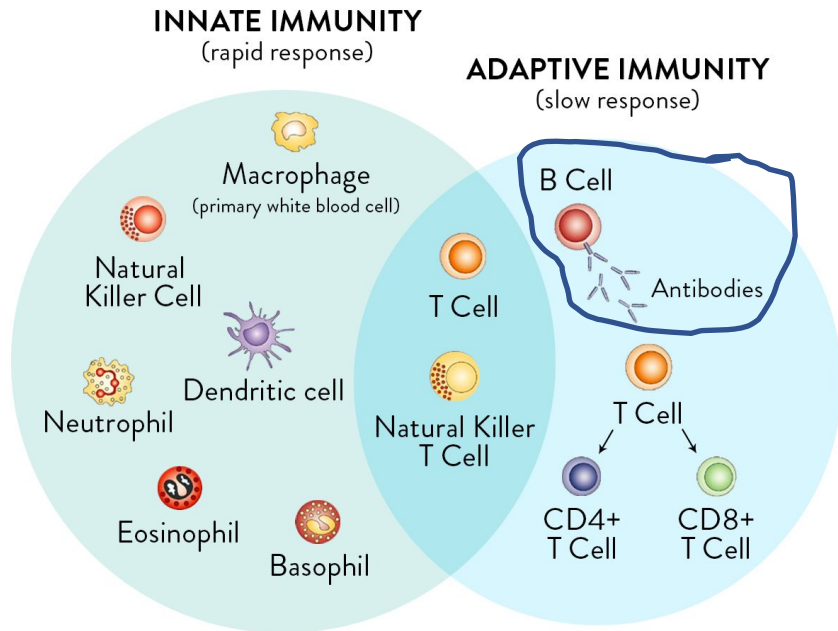 INNATE IMMUNITY
(rapid response)
ADAPTIVE IMMUNITY
(slow response)
Macrophage
(primary white blood cell)
Natural
Killer Cell
Dendritic cell
Neutrophil
Eosinophil
Basophil
T Cell
Natural Killer
T Cell
B Cell
Antibodies
T Cell
CD4+
T Cell
CD8+
T Cell